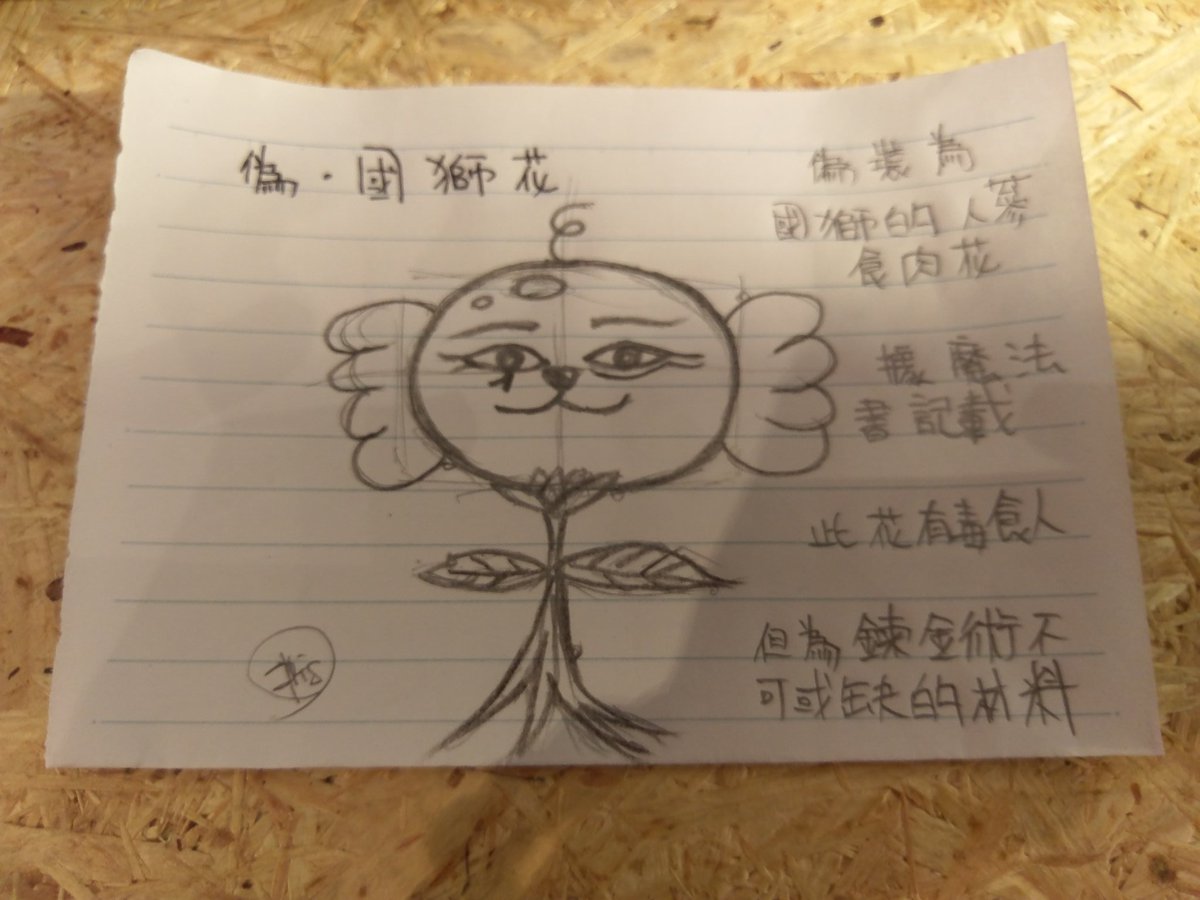 偽・國獅花
偽裝為
國獅的人蔘
食肉花
據魔法
書記載
此花有毒食人
但為鍊金術不
可或缺的材料